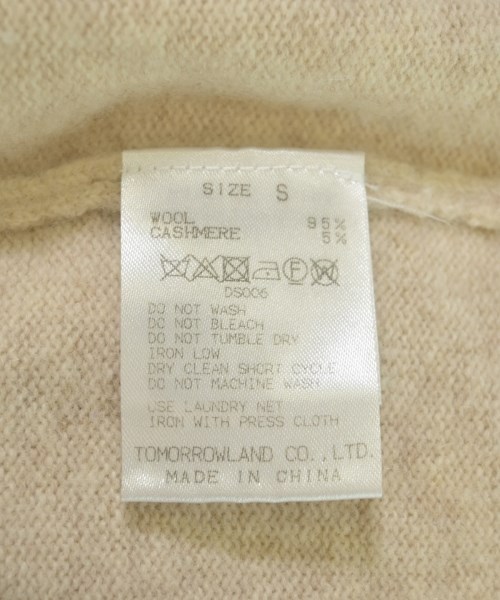 SIZE S
WOOL 95%
CASHMERE 5%
DS006
DO NOT WASH
DO NOT BLEACH
DO NOT TUMBLE DRY
IRON LOW
DRY CLEAN SHORT CYCLE
DO NOT MACHINE WASH
USE LAUNDRY NET
IRON WITH PRESS CLOTH
TOMORROWLAND CO.,LTD.
MADE IN CHINA